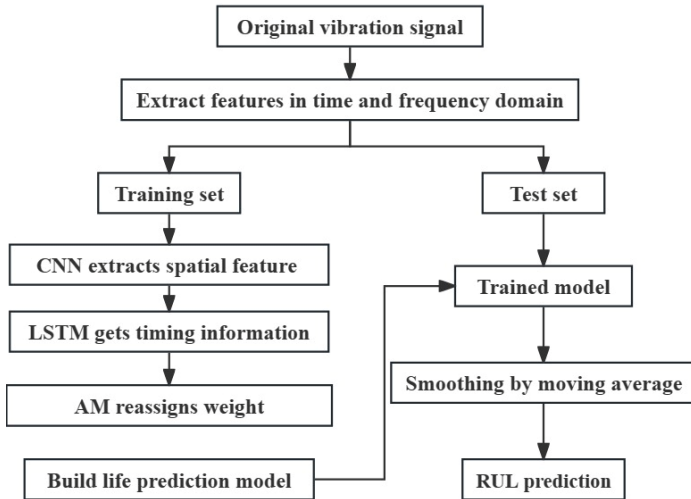 Original vibration signal
Extract features in time and frequency domain
Training set
Test set
CNN extracts spatial feature
Trained model
LSTM gets timing information
AM reassigns weight
Smoothing by moving average
Build life prediction model
RUL prediction